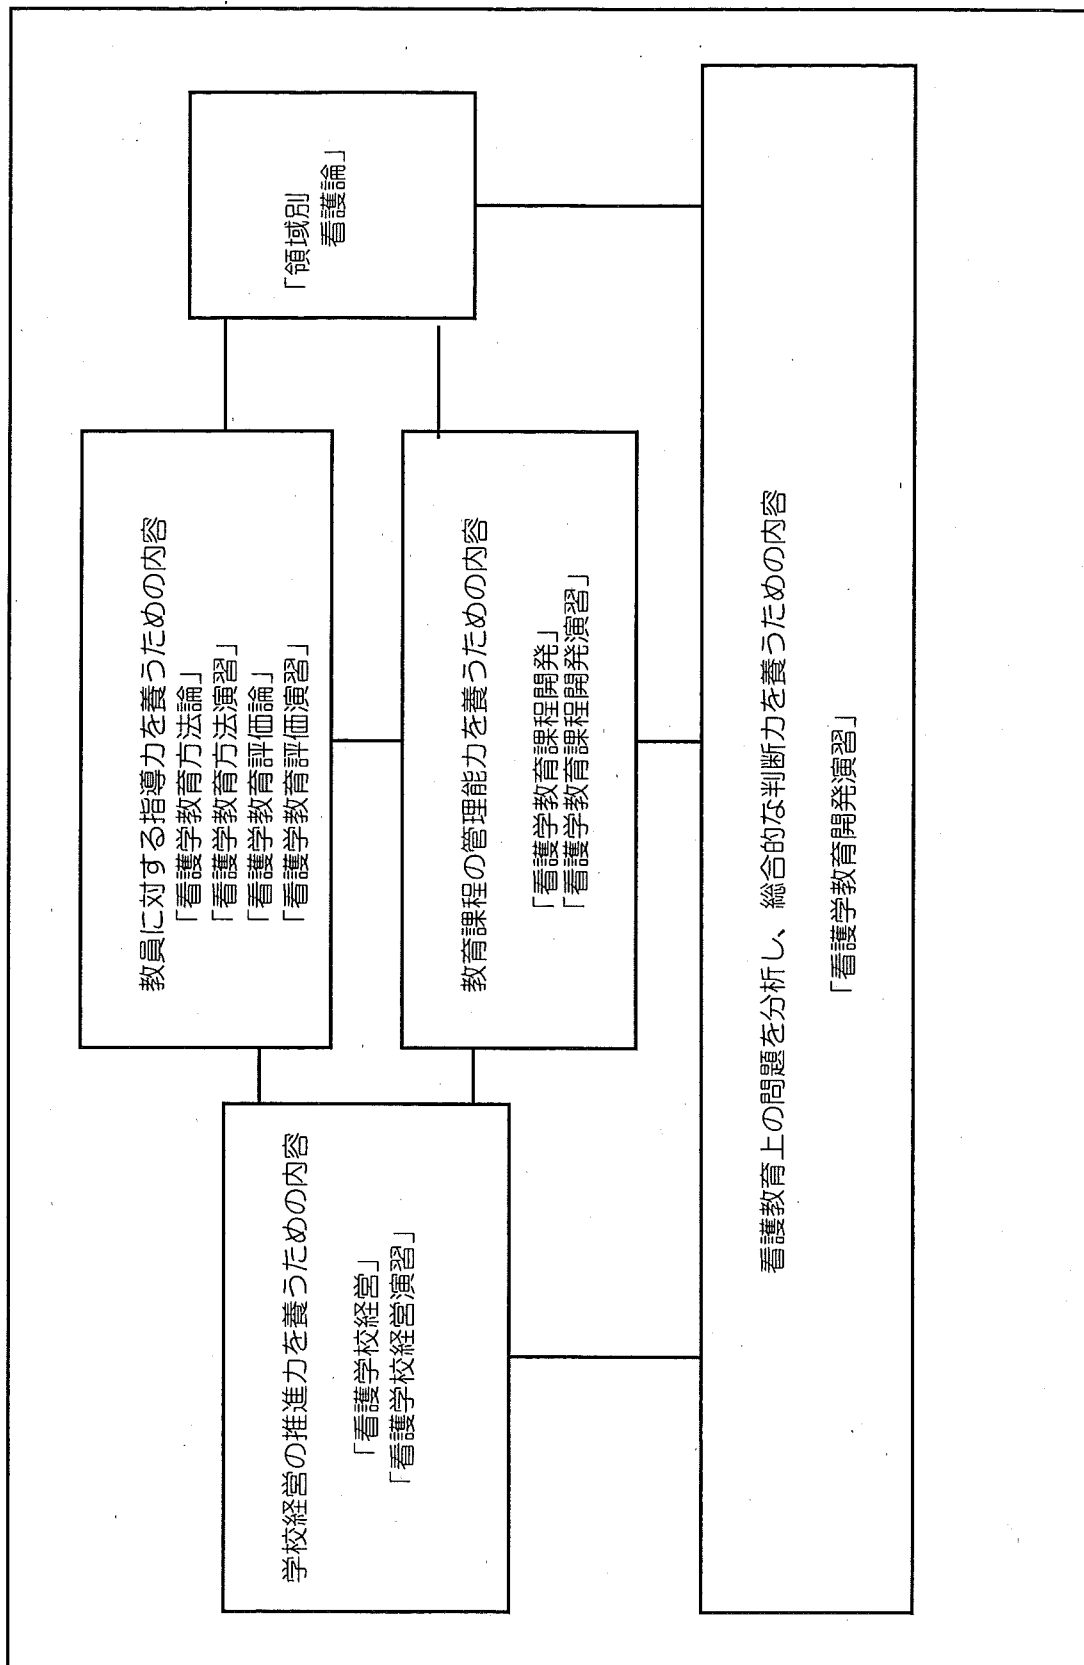 学校経営の推進力を養うための内容
「看護学校経営」
「看護学校経営演習」
教員に対する指導力を養うための内容
「看護学教育方法論」
「看護学教育方法演習」
「看護学教育評価論」
「看護学教育評価演習」
教育課程の管理能力を養うための内容
「看護学教育課程開発」
「看護学教育課程開発演習」
「領域別
看護論」
看護教育上の問題を分析し、総合的な判断力を養うための内容
「看護学教育開発演習」